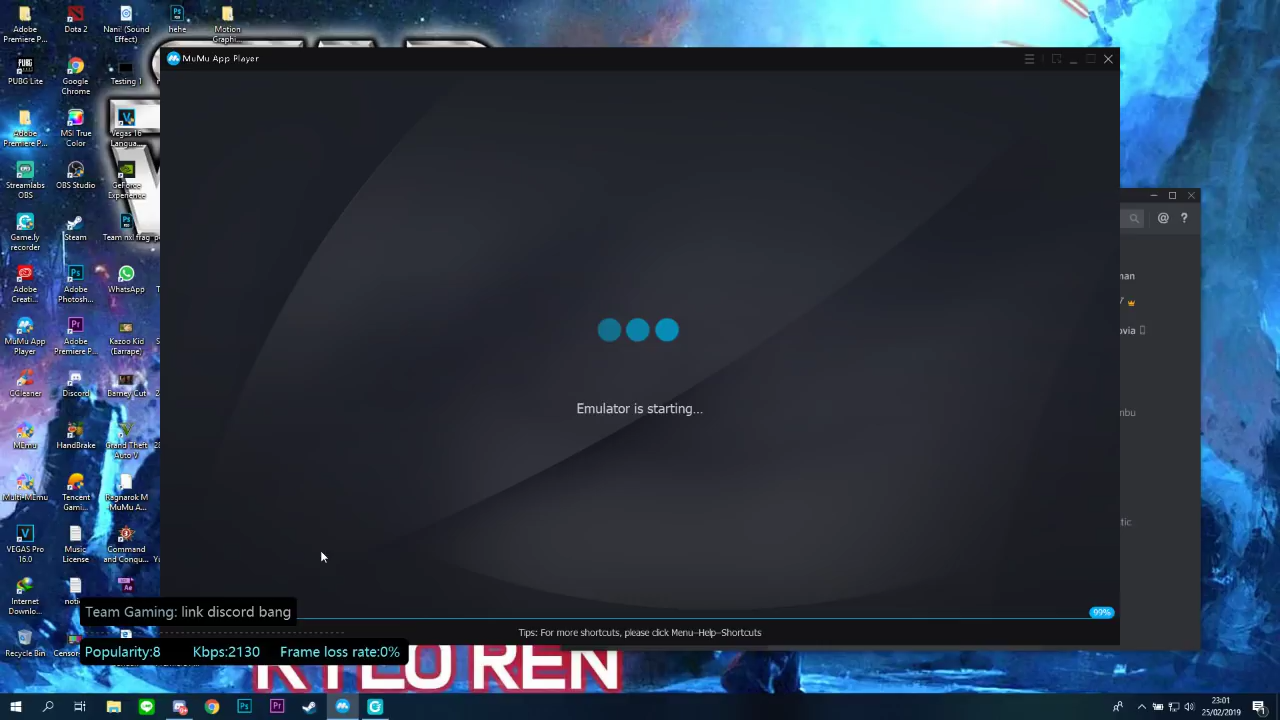 Adobe
Premiere P...
Dota 2
Nani! (Sound
Effect)
hehe
Motion
Graphi...
MuMu App Player
PUBG
PUBG Lite
Google
Chrome
Testing 1
Adobe
Premiere P...
MSI True
Color
Vegas 16
Langua...
Streamlabs
OBS
OBS Studio
GeForce
Experience
Game.ly
recorder
Steam
Team nxl frag
Adobe
Creati...
Adobe
Photosh...
WhatsApp
MuMu App
Player
Adobe
Premiere P...
Kazoo Kid
(Earrape)
CCleaner
Discord
Barney Cut
MEmu
HandBrake
Grand Theft
Auto V
Multi-MEmu
Tencent
Gami...
Ragnarok M
-MuMu A...
VEGAS Pro
16.0
Music
License
Command
and Conqu...
Internet
Downlo...
Recycle Bin
Emulator is starting...
99%
Tips: For more shortcuts, please click Menu-Help-Shortcuts
Team Gaming: link discord bang
Popularity:8 Kbps:2130 Frame loss rate:0%
KYLO REN
23:01
25/02/2019